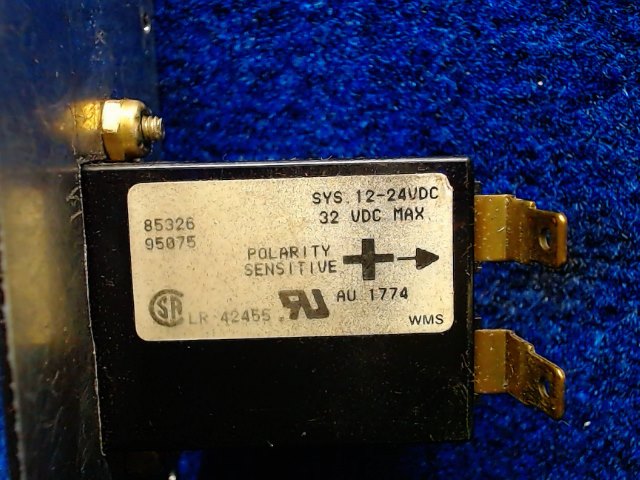 SYS. 12-24VDC
32 VDC MAX
85326
95075
POLARITY
SENSITIVE
AU 1774
LR 42455
WMS